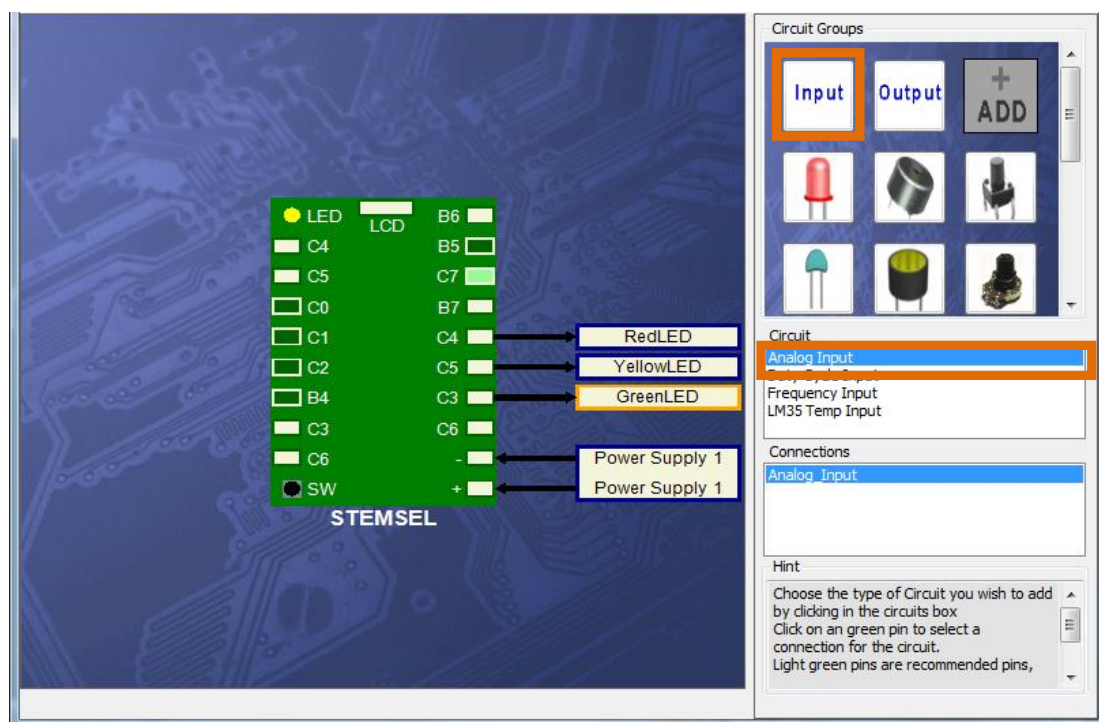 LED
LCD
B6
C4
B5
C5
C7
C0
B7
C1
C4
RedLED
C2
C5
YellowLED
B4
C3
GreenLED
C3
C6
C6
-
Power Supply 1
SW
+
Power Supply 1
STEMSEL
Circuit Groups
Input
Output
+
ADD
Circuit
Analog Input
Duty Cycle Input
Frequency Input
LM35 Temp Input
Connections
Analog_Input
Hint
Choose the type of Circuit you wish to add
by clicking in the circuits box
Click on an green pin to select a
connection for the circuit.
Light green pins are recommended pins,